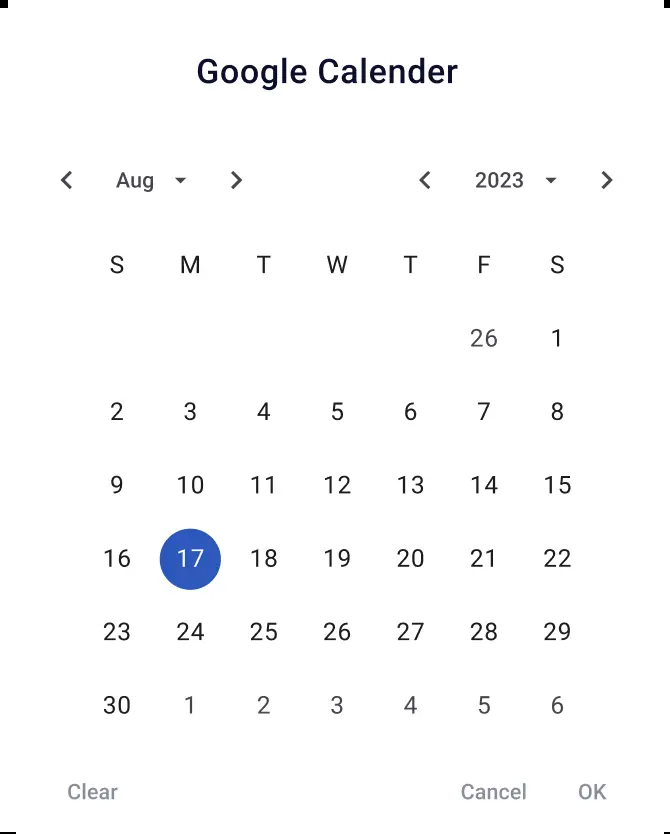 Google Calender
Aug 2023
S M T W T F S
26 1
2 3 4 5 6 7 8
9 10 11 12 13 14 15
16 17 18 19 20 21 22
23 24 25 26 27 28 29
30 1 2 3 4 5 6
Clear Cancel OK